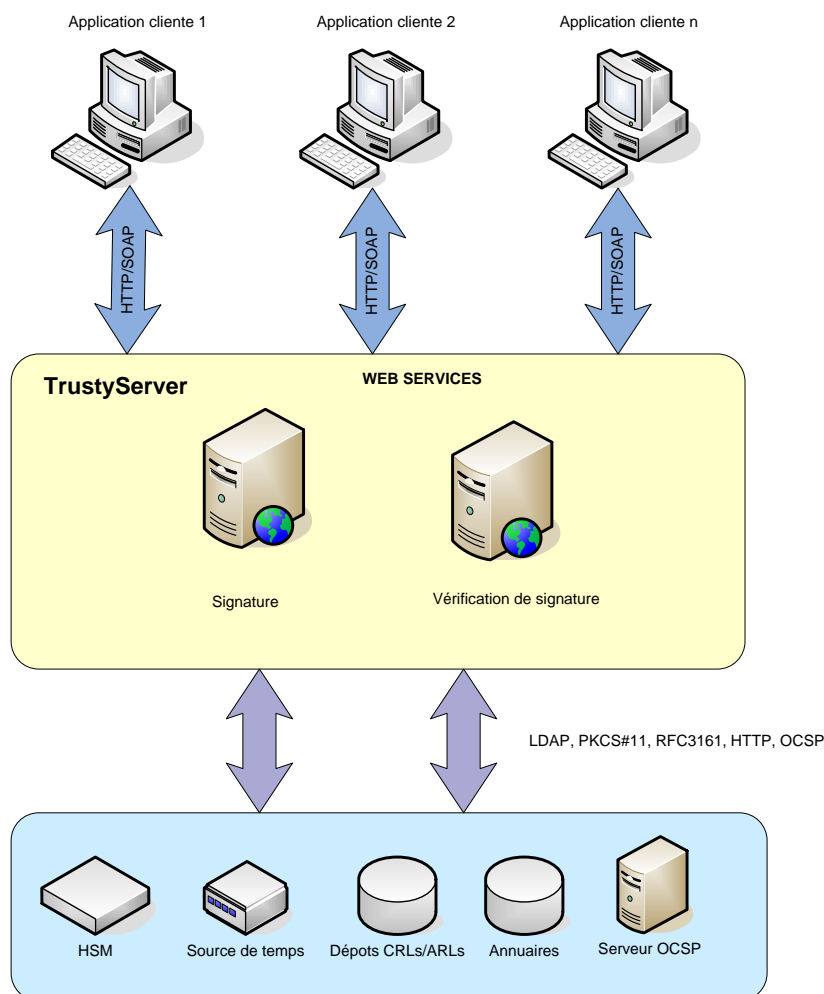 Application cliente 1
Application cliente 2
Application cliente n
HTTP/SOAP
HTTP/SOAP
HTTP/SOAP
TrustyServer
WEB SERVICES
Signature
Vérification de signature
LDAP, PKCS#11, RFC3161, HTTP, OCSP
HSM
Source de temps
Dépots CRLs/ARLs
Annuaires
Serveur OCSP